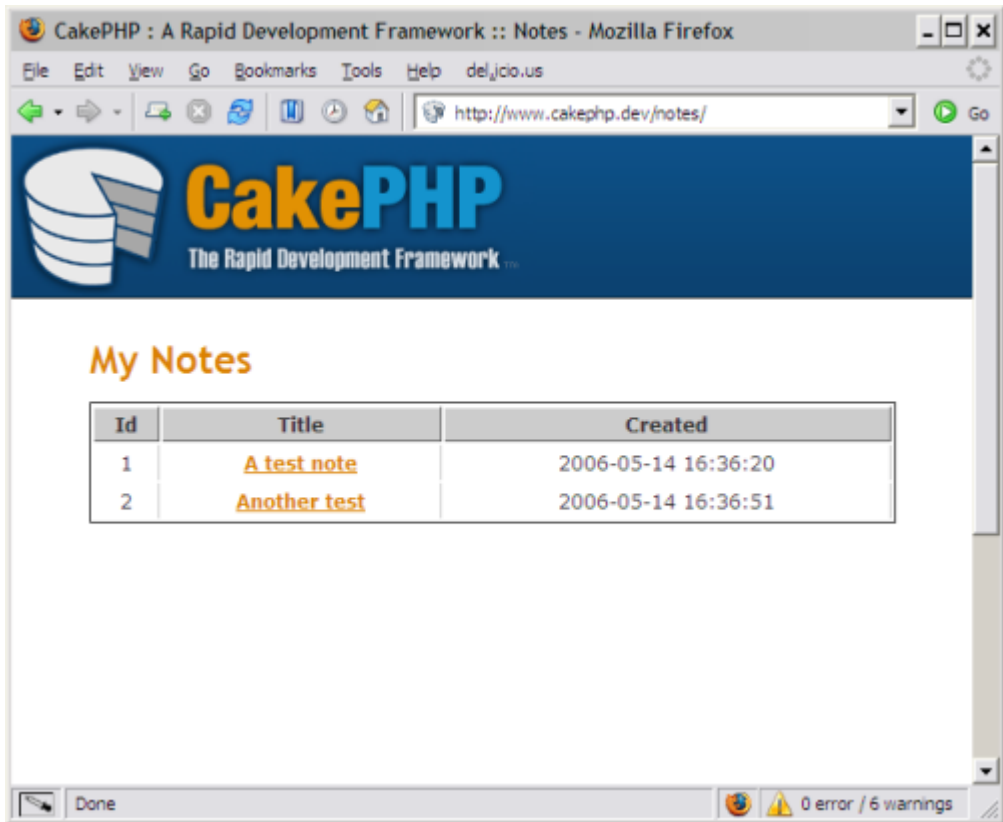 CakePHP : A Rapid Development Framework :: Notes - Mozilla Firefox
File Edit View Go Bookmarks Tools Help del.icio.us
http://www.cakephp.dev/notes/ Go
CakePHP
The Rapid Development Framework ™
My Notes
Id Title Created
1 A test note 2006-05-14 16:36:20
2 Another test 2006-05-14 16:36:51
Done 0 error / 6 warnings